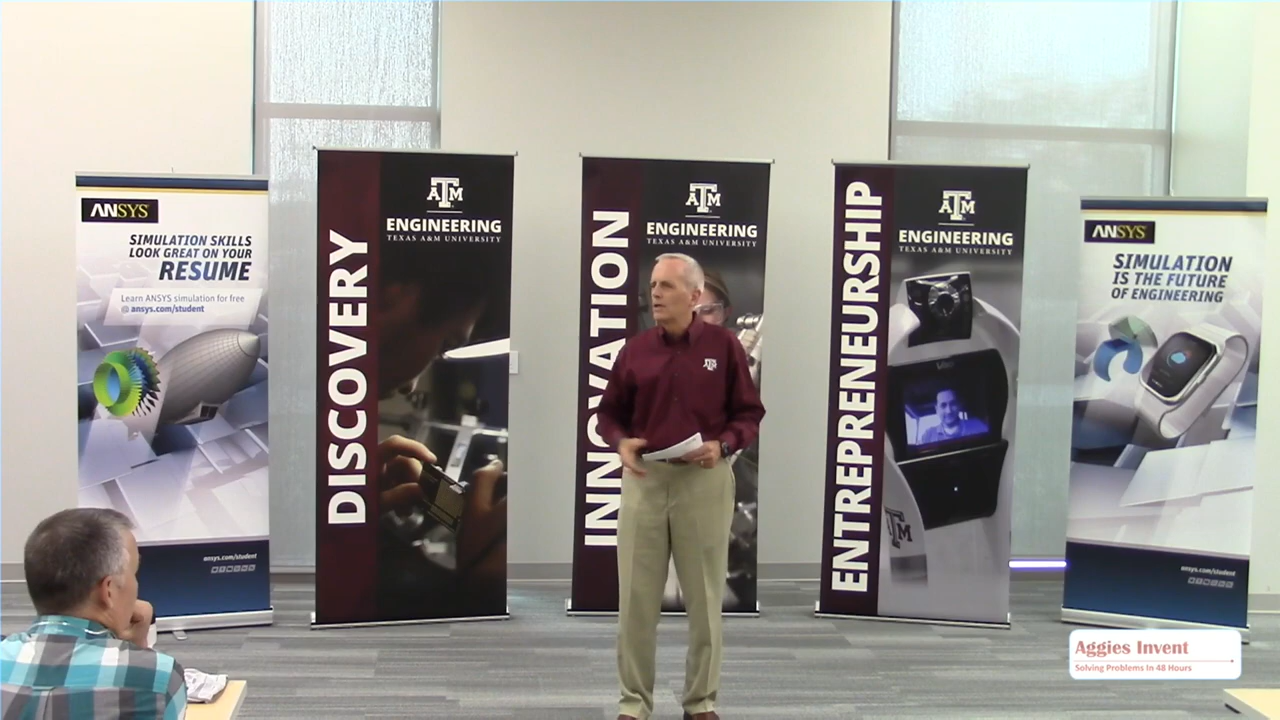 ANSYS
SIMULATION SKILLS
LOOK GREAT ON YOUR
RESUME
Learn ANSYS simulation for free
@ ansys.com/student
ansys.com/student
DISCOVERY
ATM
ENGINEERING
TEXAS A&M UNIVERSITY
INNOVATION
ATM
ENGINEERING
TEXAS A&M UNIVERSITY
ATM
ENTREPRENEURSHIP
ATM
ENGINEERING
TEXAS A&M UNIVERSITY
ATM
ANSYS
SIMULATION
IS THE FUTURE
OF ENGINEERING
ansys.com/student
Aggies Invent
Solving Problems In 48 Hours